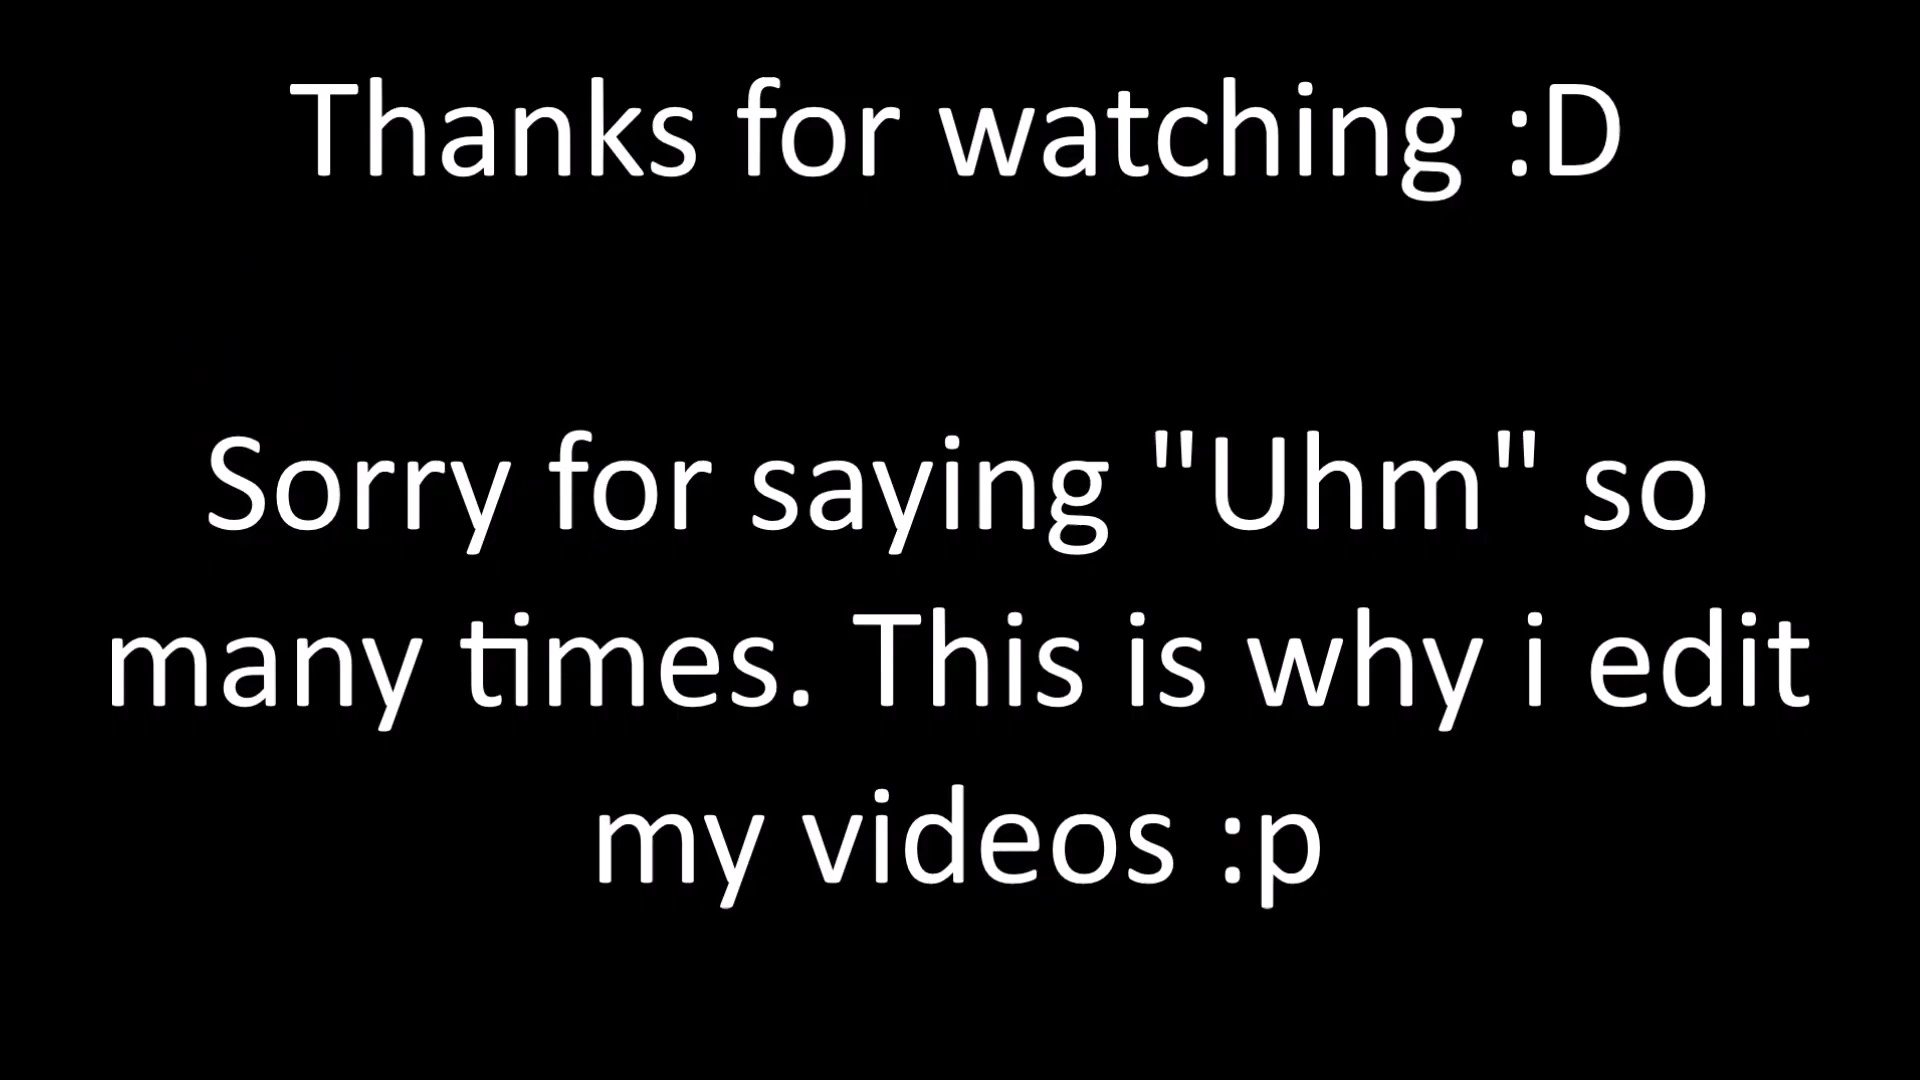 Thanks for watching :D
Sorry for saying "Uhm" so
many times. This is why i edit
my videos :p